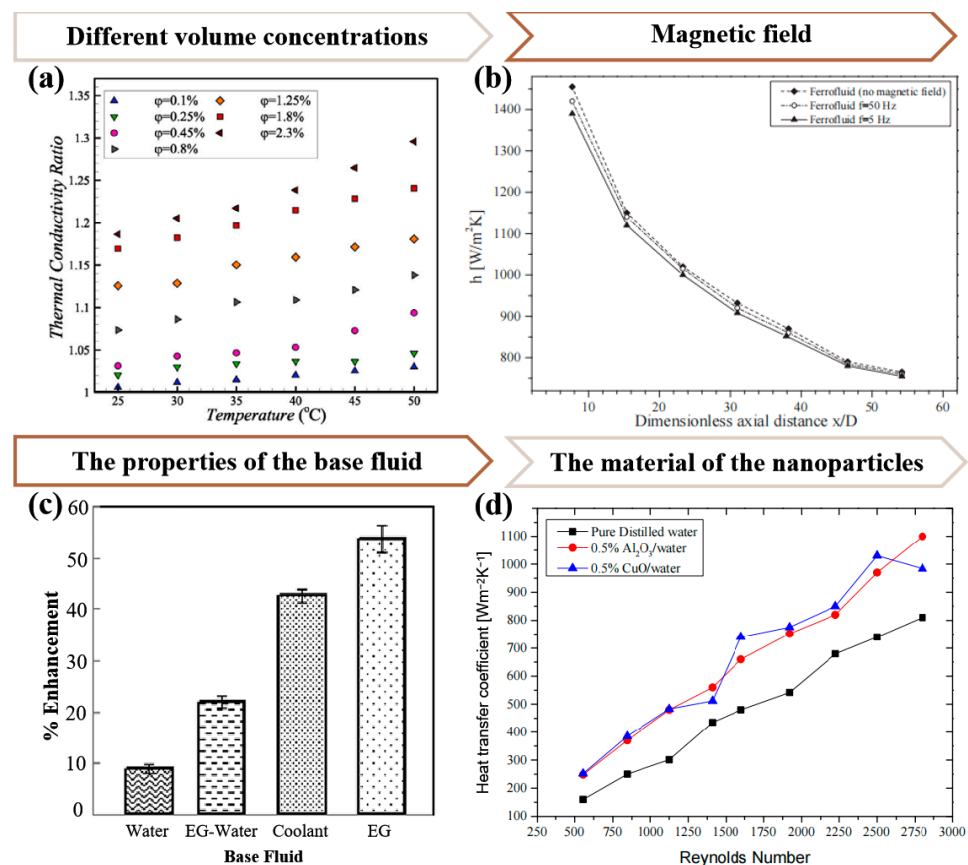 Different volume concentrations
Magnetic field
(a)
1.35
1.3
1.25
1.2
1.15
1.1
1.05
1
Thermal Conductivity Ratio
φ=0.1%
φ=0.25%
φ=0.45%
φ=0.8%
φ=1.25%
φ=1.8%
φ=2.3%
25 30 35 40 45 50
Temperature (°C)
(b)
1400
1300
1200
1100
1000
900
800
h [W/m²K]
Ferrofluid (no magnetic field)
Ferrofluid f=50 Hz
Ferrofluid f=5 Hz
10 20 30 40 50 60
Dimensionless axial distance x/D
The properties of the base fluid
The material of the nanoparticles
(c)
60
50
40
30
20
10
0
% Enhancement
Water EG-Water Coolant EG
Base Fluid
(d)
1100
1000
900
800
700
600
500
400
300
200
100
Heat transfer coefficient [Wm⁻²K⁻¹]
Pure Distilled water
0.5% Al₂O₃/water
0.5% CuO/water
250 500 750 1000 1250 1500 1750 2000 2250 2500 2750 3000
Reynolds Number